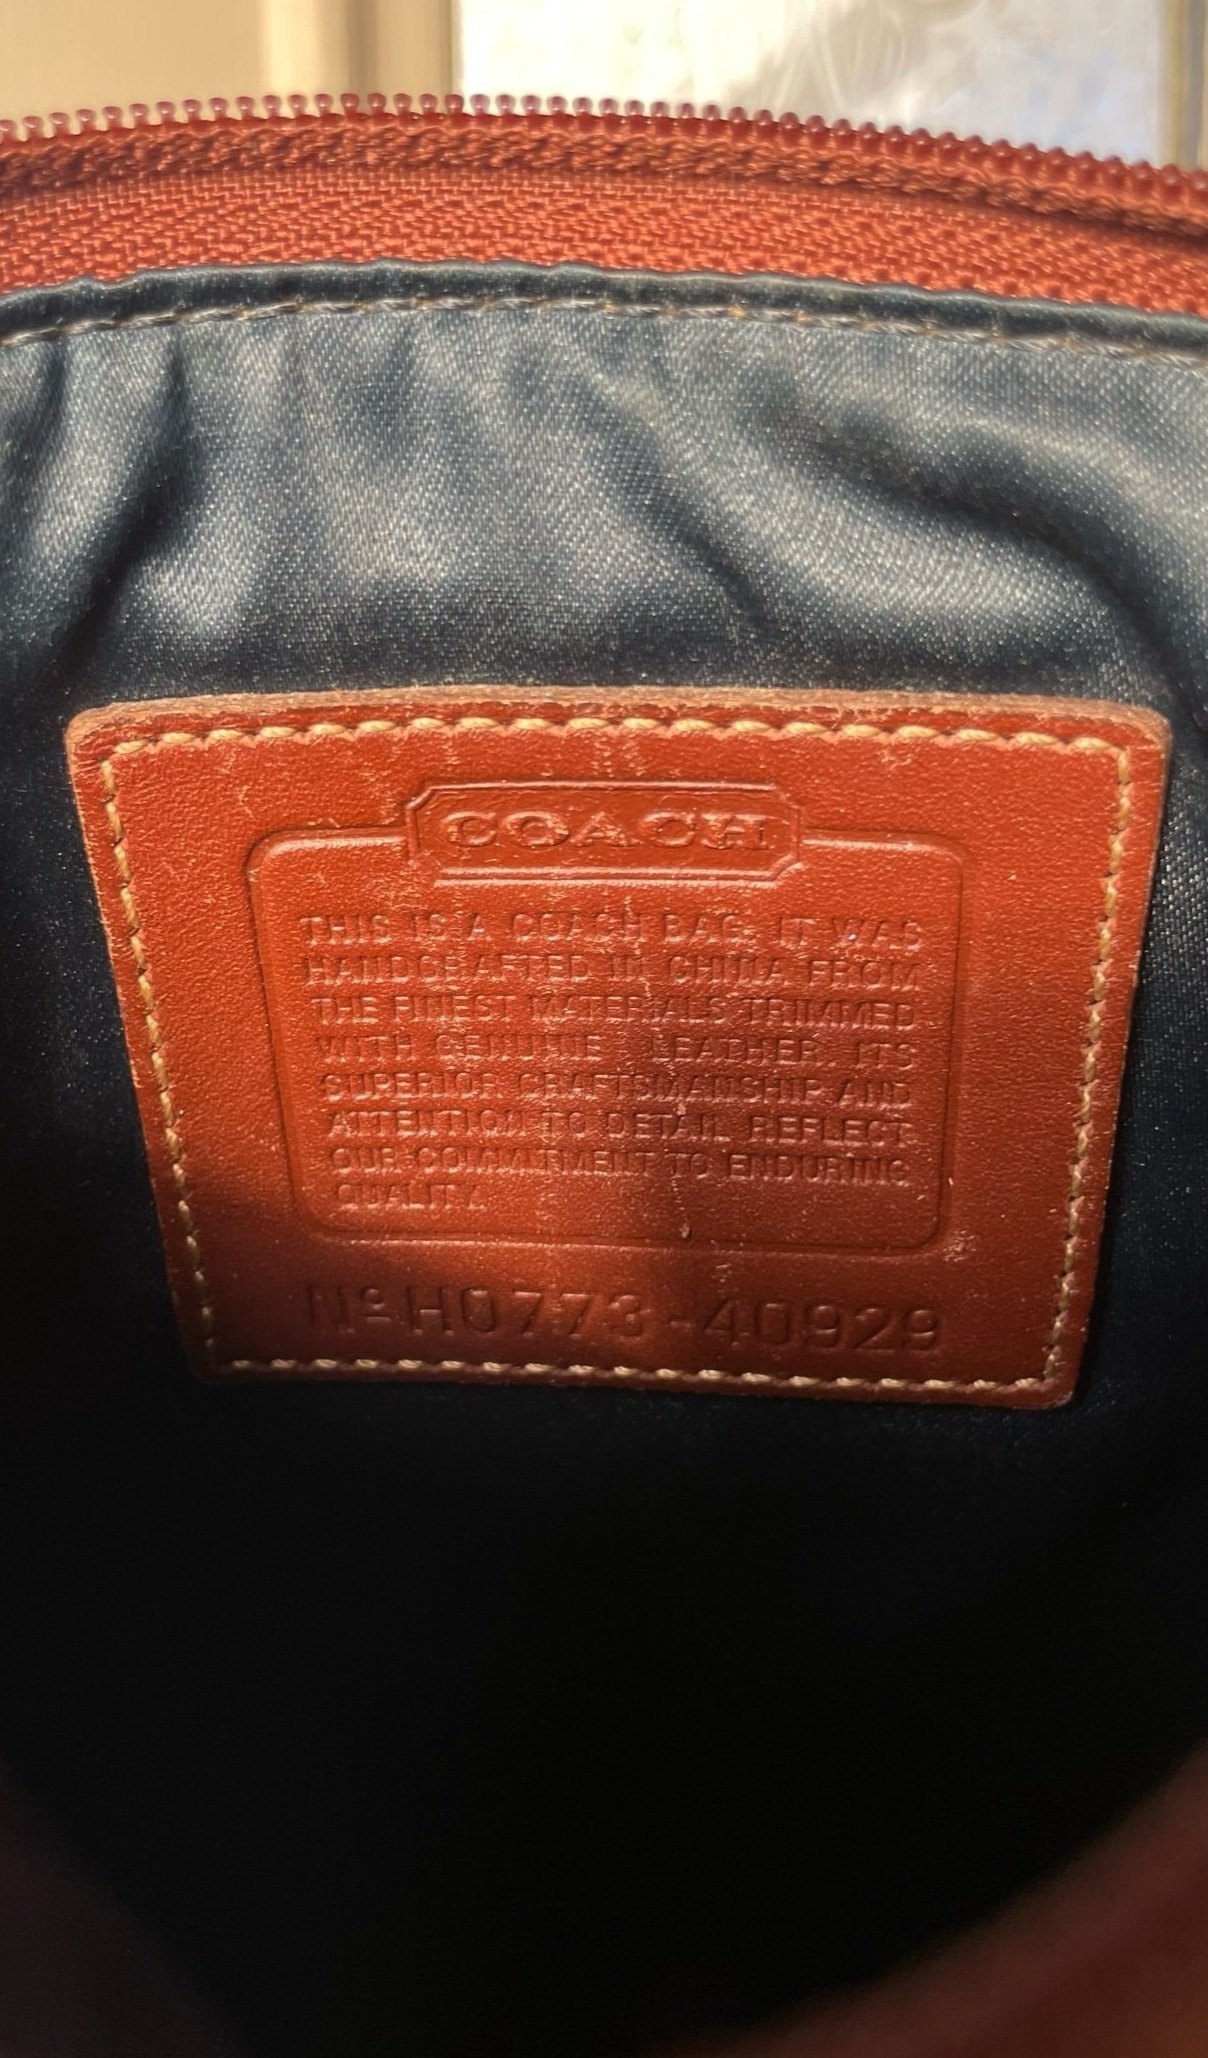 COACH
THIS IS A COACH BAG. IT WAS
HANDCRAFTED IN CHINA FROM
THE FINEST MATERIALS TRIMMED
WITH GENUINE LEATHER. ITS
SUPERIOR CRAFTSMANSHIP AND
ATTENTION TO DETAIL REFLECT
OUR COMMITMENT TO ENDURING
QUALITY.
Nº H0773-40929